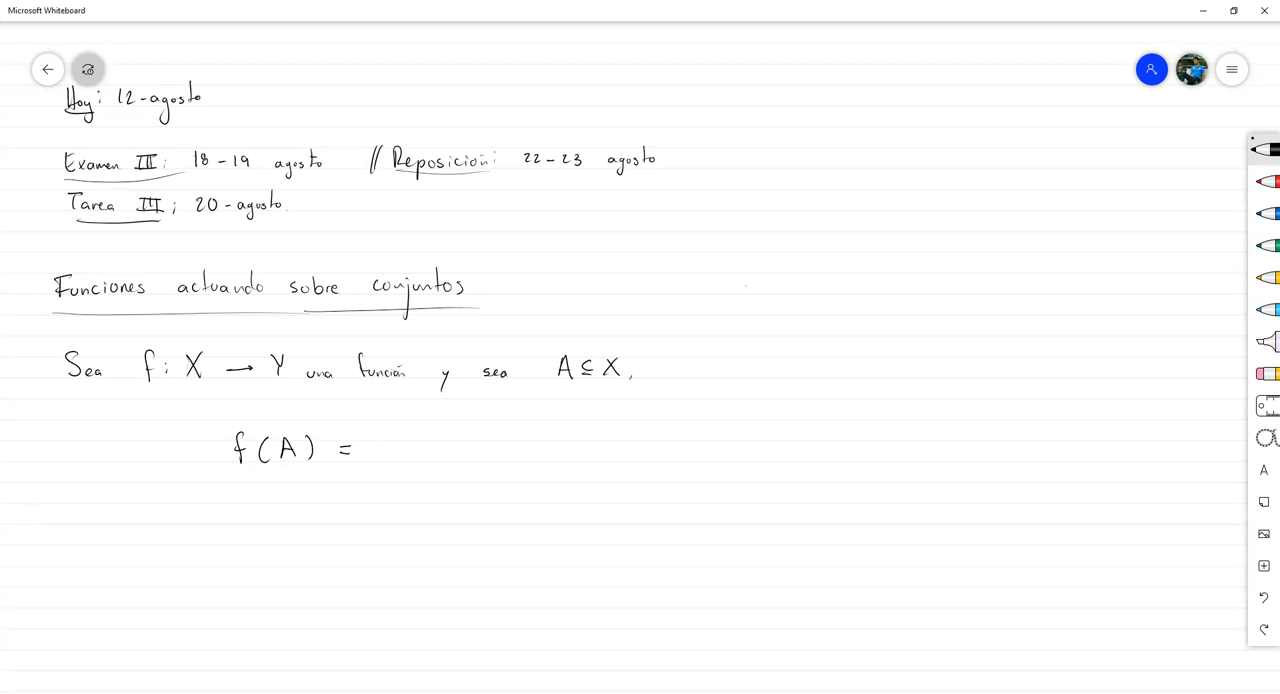 Microsoft Whiteboard
Hoy: 12-agosto
Examen III: 18-19 agosto // Reposición: 22-23 agosto
Tarea III; 20-agosto.
Funciones actuando sobre conjuntos
Sea f: X → Y una función y sea A ⊆ X,
f(A) =
A